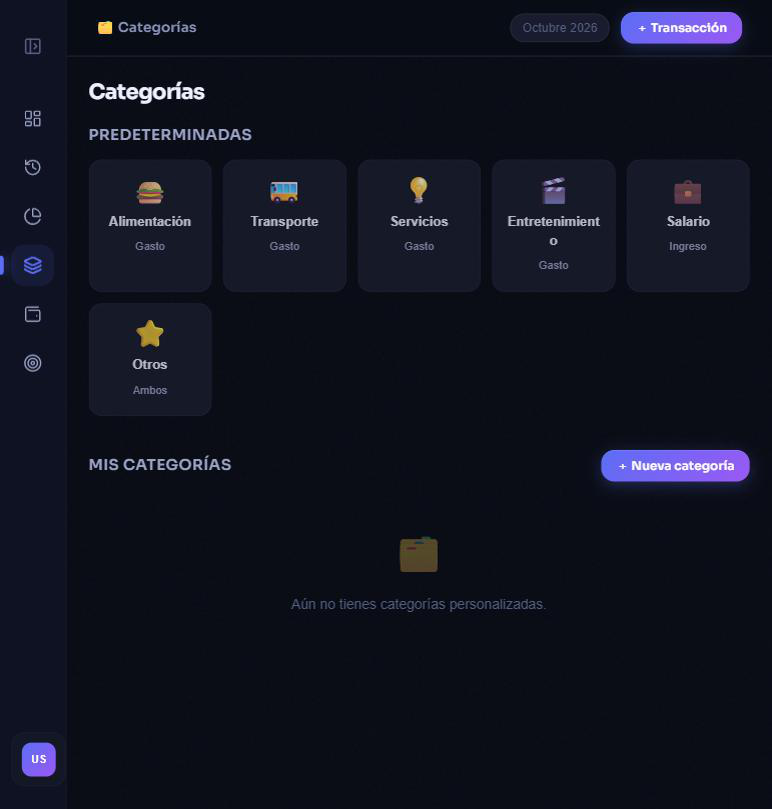 Categorías
Octubre 2026
+ Transacción
Categorías
PREDETERMINADAS
Alimentación
Gasto
Transporte
Gasto
Servicios
Gasto
Entretenimient
o
Gasto
Salario
Ingreso
Otros
Ambos
MIS CATEGORÍAS
+ Nueva categoría
Aún no tienes categorías personalizadas.
US